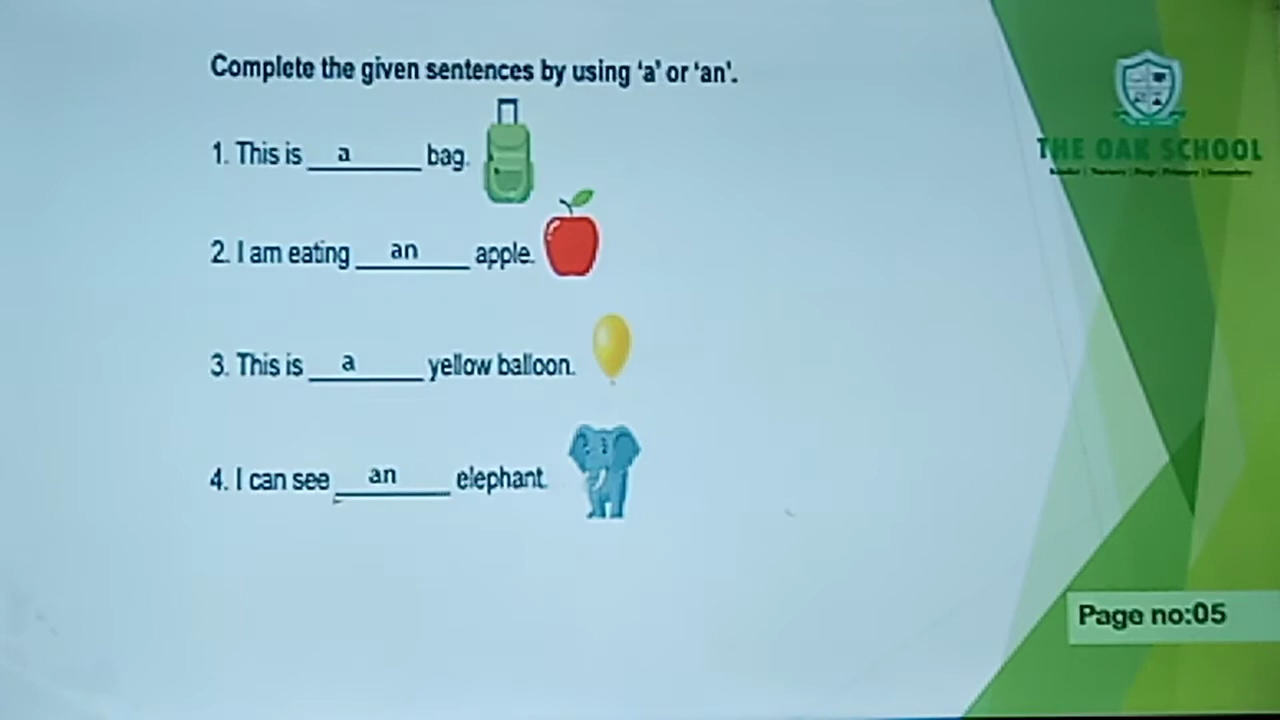 Complete the given sentences by using ‘a’ or ‘an’.
1. This is a bag.
2. I am eating an apple.
3. This is a yellow balloon.
4. I can see an elephant.
THE OAK SCHOOL
Page no:05